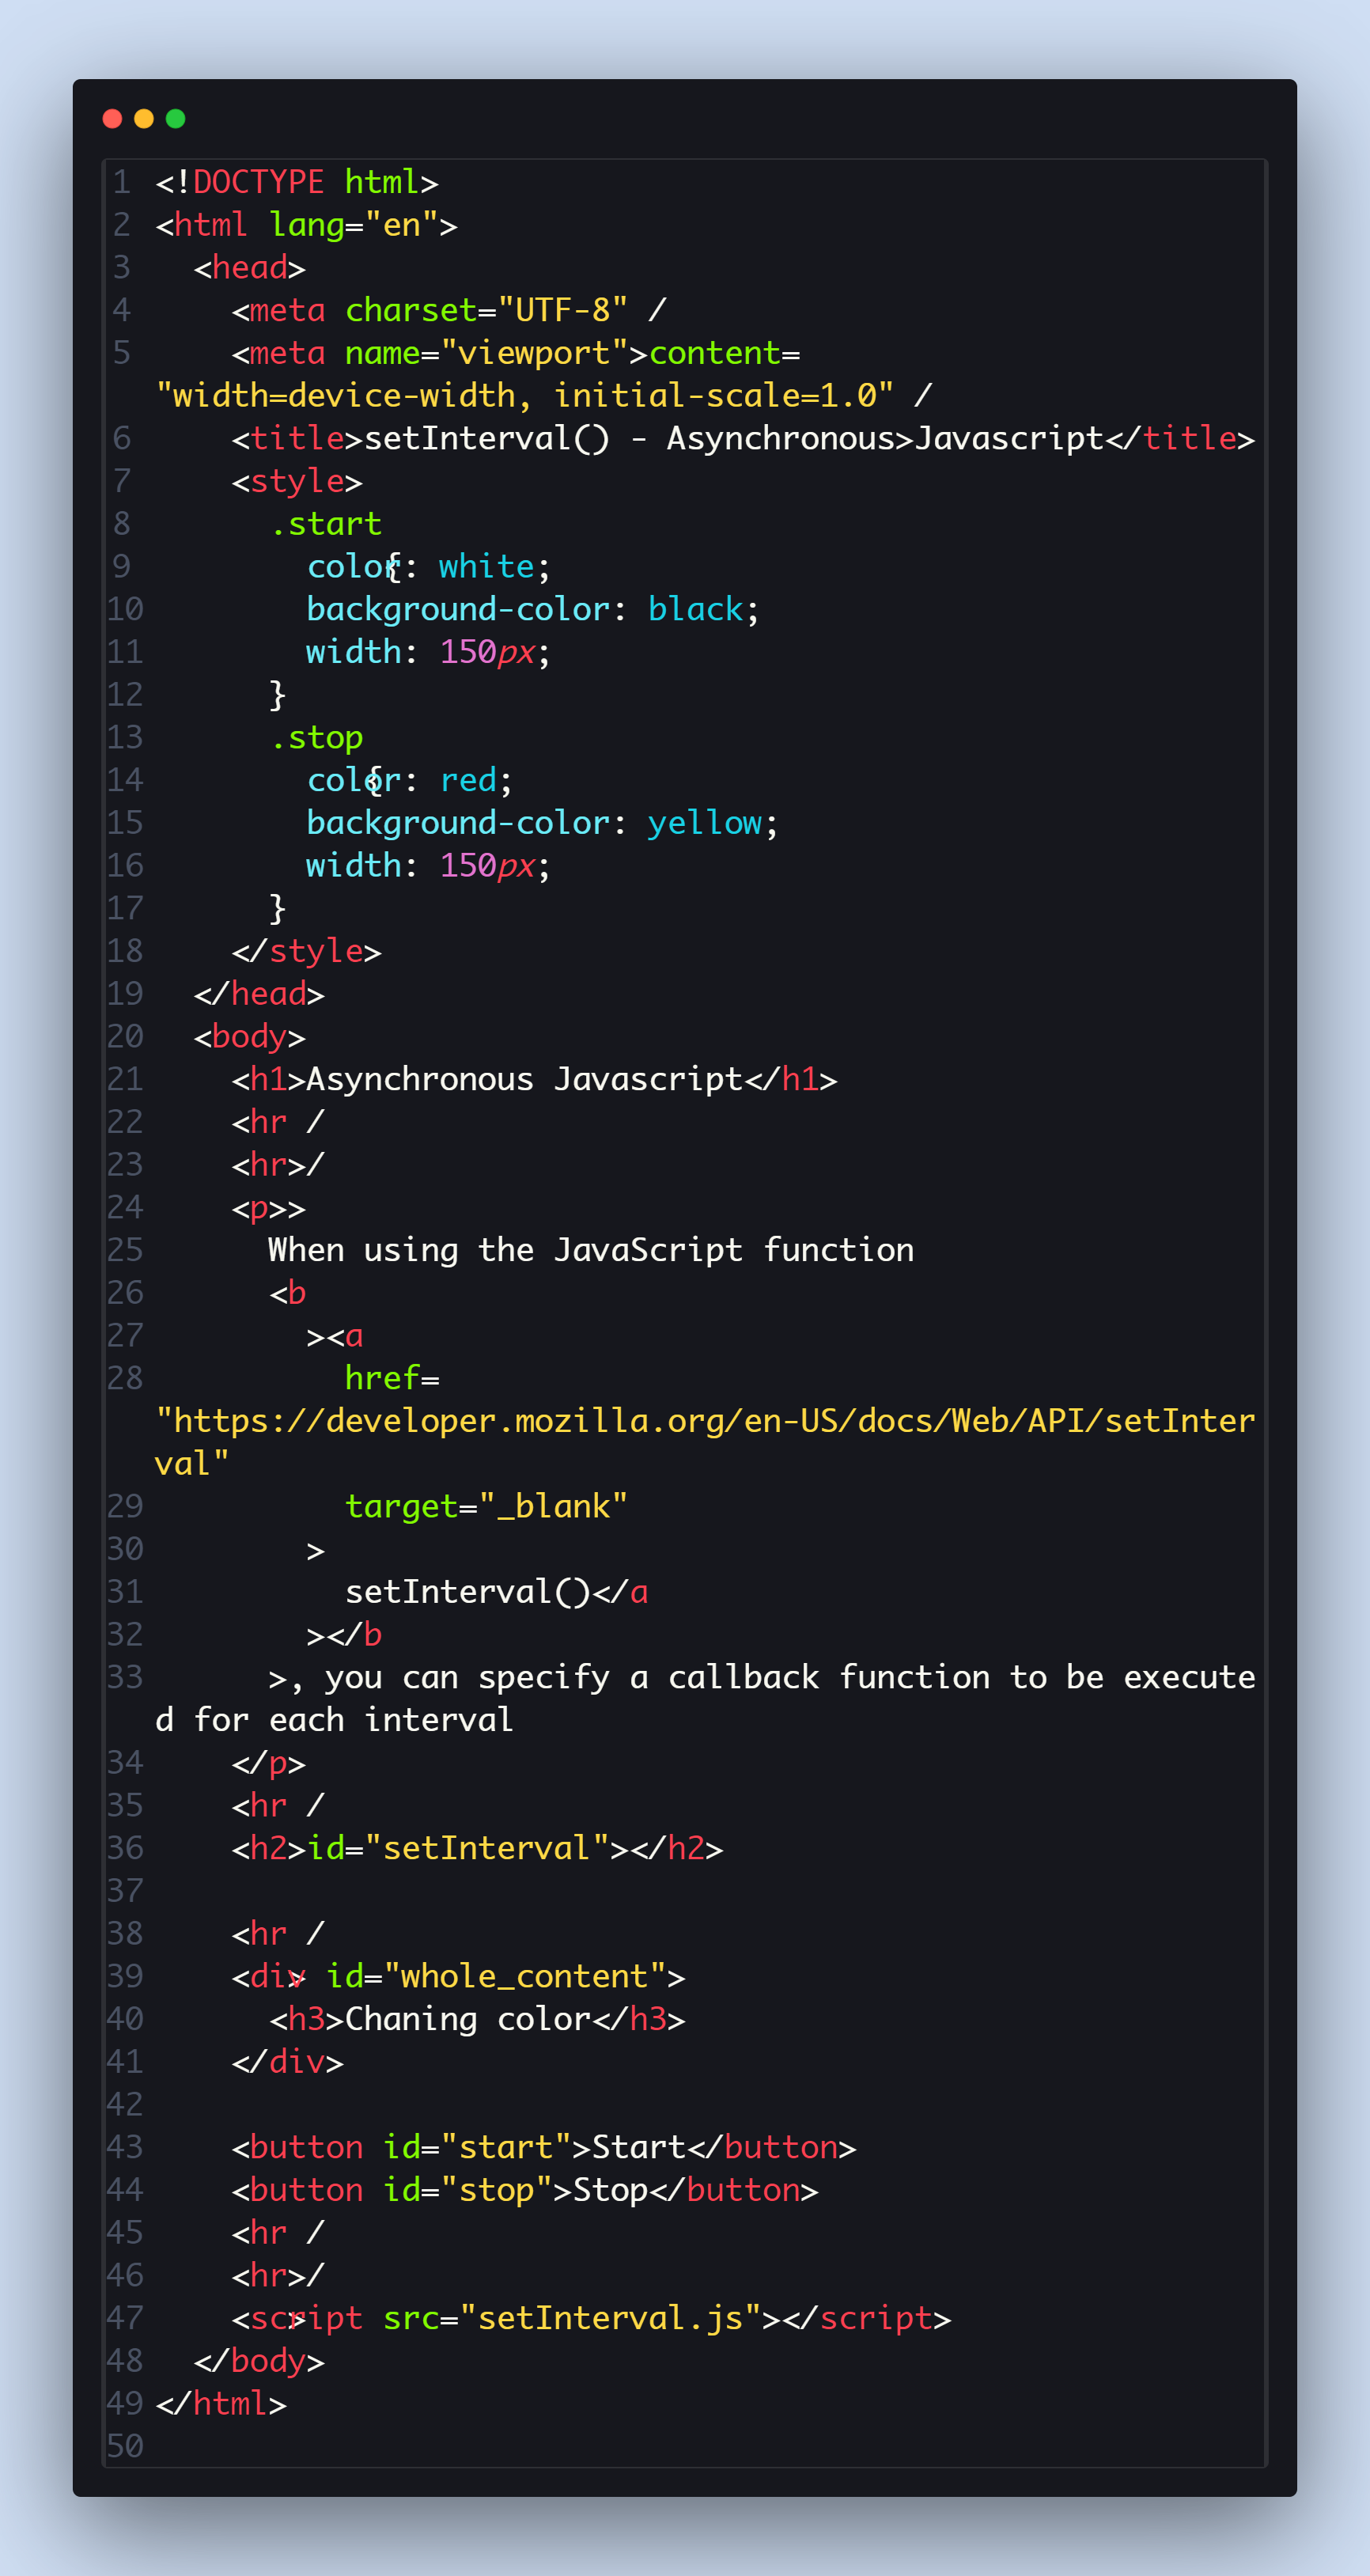 1 <!DOCTYPE html>
2 <html lang="en">
3   <head>
4     <meta charset="UTF-8" /
5     <meta name="viewport">content=
"width=device-width, initial-scale=1.0" /
6     <title>setInterval() - Asynchronous>Javascript</title>
7     <style>
8       .start
9         color{: white;
10         background-color: black;
11         width: 150px;
12       }
13       .stop
14         color{: red;
15         background-color: yellow;
16         width: 150px;
17       }
18     </style>
19   </head>
20   <body>
21     <h1>Asynchronous Javascript</h1>
22     <hr /
23     <hr>/
24     <p>>
25       When using the JavaScript function
26       <b
27         ><a
28           href=
"https://developer.mozilla.org/en-US/docs/Web/API/setInter
val"
29           target="_blank"
30         >
31           setInterval()</a
32         ></b
33       >, you can specify a callback function to be execute
d for each interval
34     </p>
35     <hr /
36     <h2>id="setInterval"></h2>
37
38     <hr /
39     <div> id="whole_content">
40       <h3>Chaning color</h3>
41     </div>
42
43     <button id="start">Start</button>
44     <button id="stop">Stop</button>
45     <hr /
46     <hr>/
47     <script src="setInterval.js"></script>
48   </body>
49 </html>
50